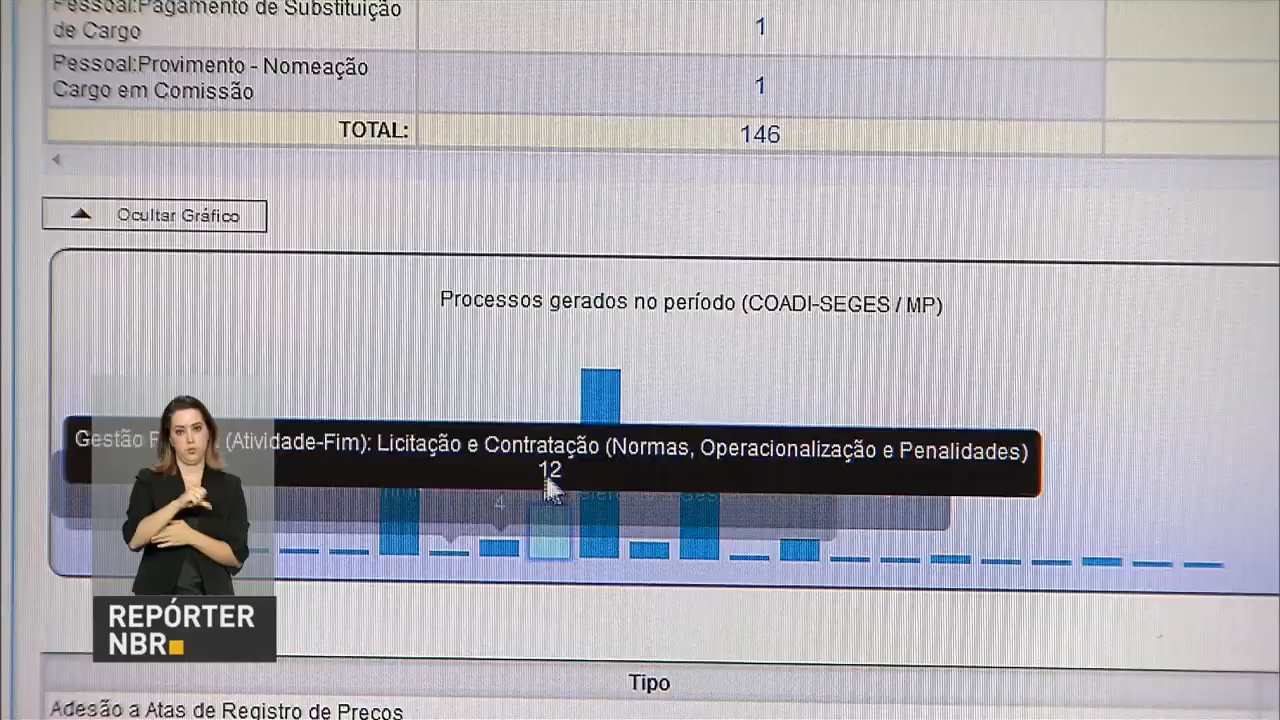 Pessoal:Pagamento de Substituição
de Cargo
1
Pessoal:Provimento - Nomeação
Cargo em Comissão
1
TOTAL:
146
Ocultar Gráfico
Processos gerados no período (COADI-SEGES / MP)
Gestão (Atividade-Fim): Licitação e Contratação (Normas, Operacionalização e Penalidades)
12
4
REPÓRTER
NBR
Tipo
Adesão a Atas de Registro de Preços